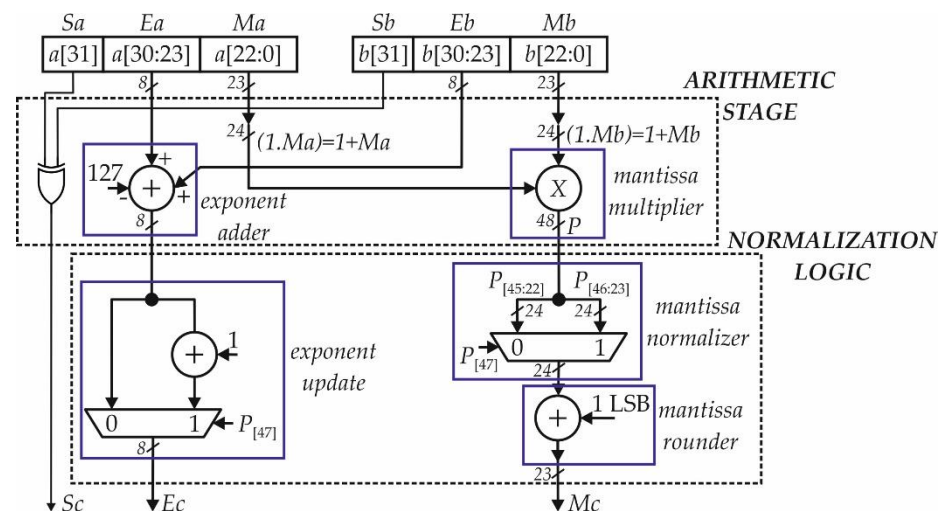 Sa Ea Ma Sb Eb Mb
a[31] a[30:23] a[22:0] b[31] b[30:23] b[22:0]
8 23 8 23
ARITHMETIC
STAGE
24 (1.Ma)=1+Ma 24 (1.Mb)=1+Mb
127 - + + + X
exponent
adder
mantissa
multiplier
8 48 P
NORMALIZATION
LOGIC
P[45:22] P[46:23]
24 24
0 1
P[47]
mantissa
normalizer
24
+ 1
exponent
update
0 1 P[47]
8
+ 1 LSB
mantissa
rounder
23
Sc Ec Mc